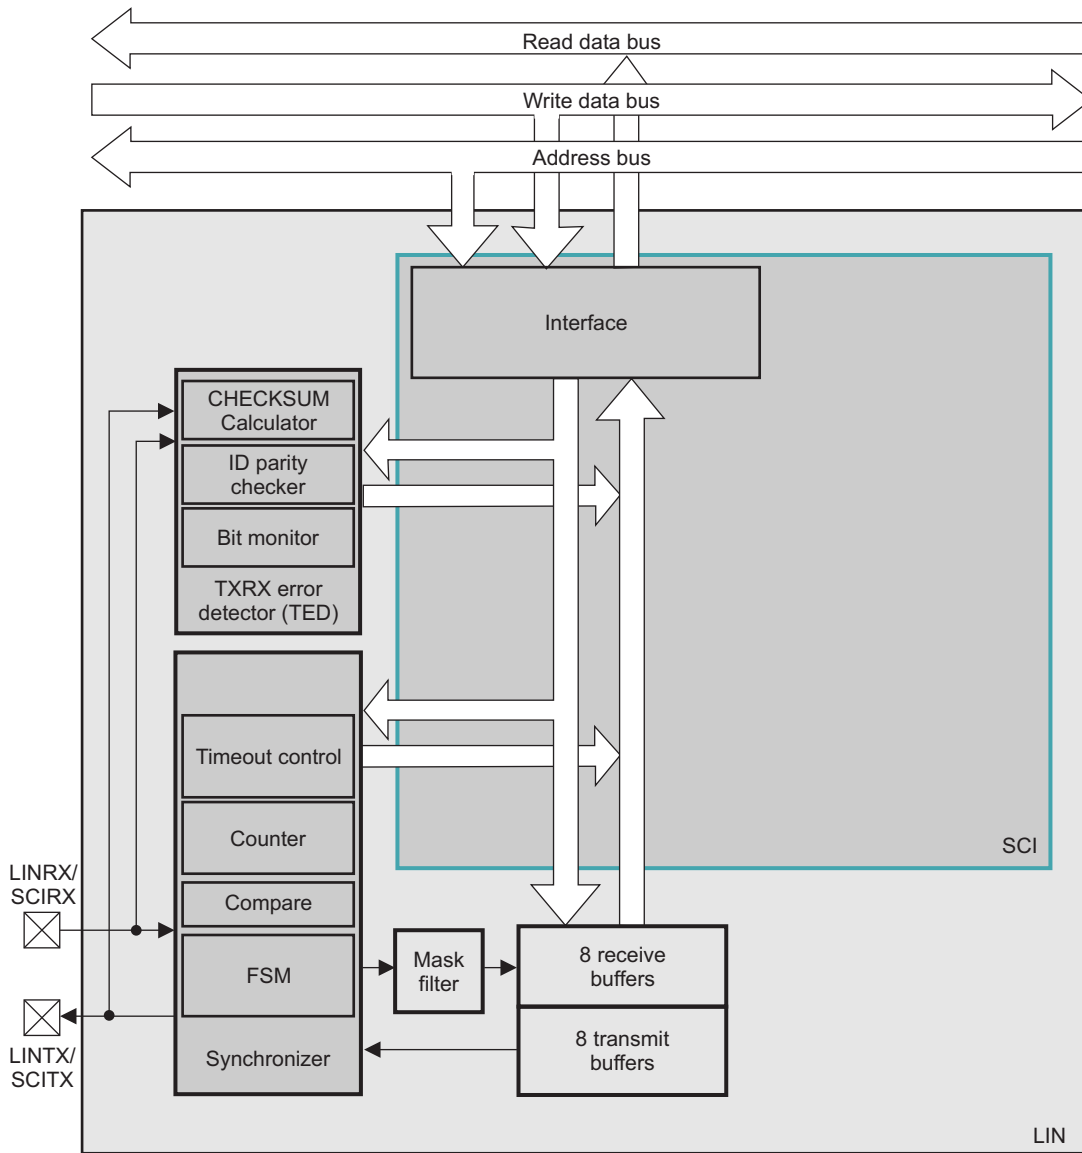 Read data bus
Write data bus
Address bus
Interface
CHECKSUM
Calculator
ID parity
checker
Bit monitor
TXRX error
detector (TED)
Timeout control
Counter
Compare
FSM
Synchronizer
LINRX/
SCIRX
LINTX/
SCITX
Mask
filter
8 receive
buffers
8 transmit
buffers
SCI
LIN